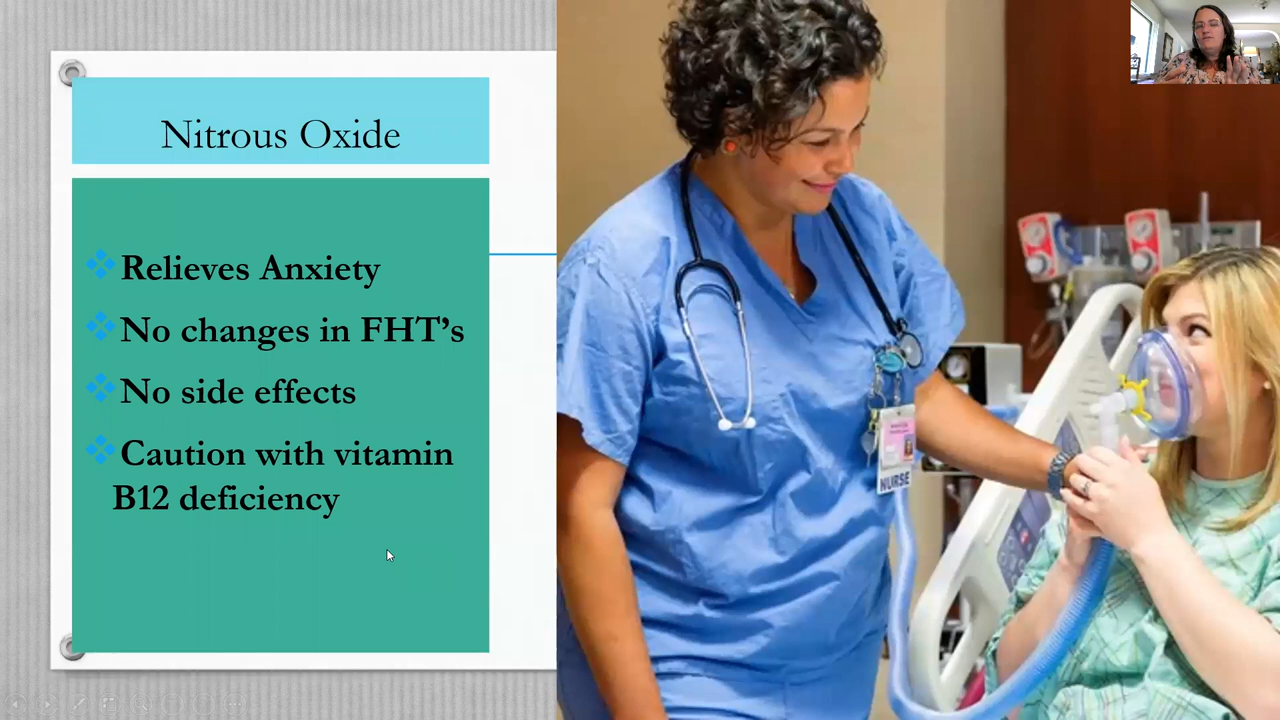 Nitrous Oxide
Relieves Anxiety
No changes in FHT’s
No side effects
Caution with vitamin
B12 deficiency
NURSE